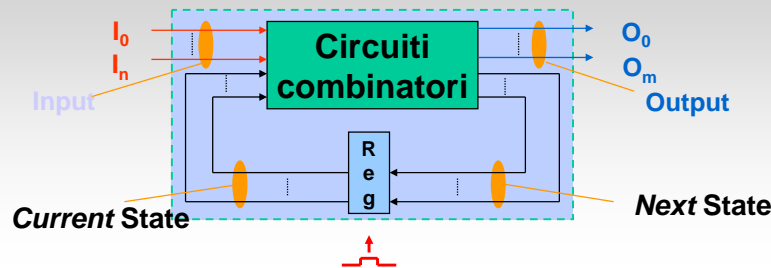 I0
In
Input
Circuiti
combinatori
O0
Om
Output
R
e
g
Current State
Next State